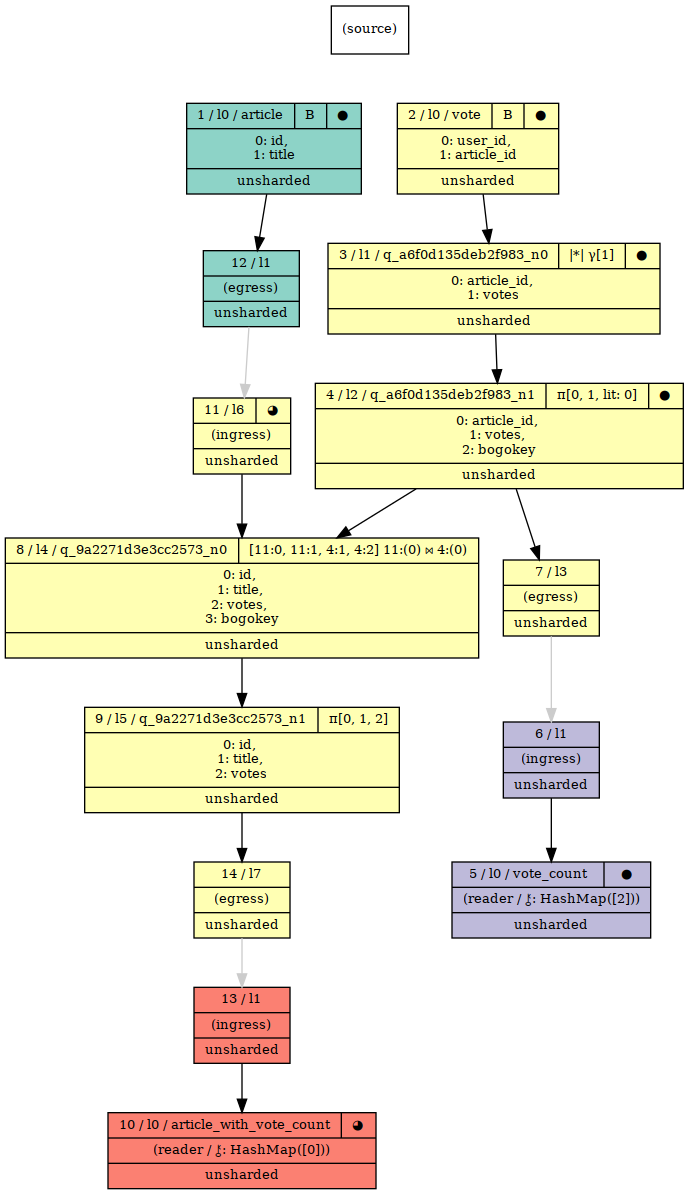 (source)
1 / l0 / article B ●
0: id,
1: title
unsharded
2 / l0 / vote B ●
0: user_id,
1: article_id
unsharded
12 / l1
(egress)
unsharded
3 / l1 / q_a6f0d135deb2f983_n0 |*| γ[1] ●
0: article_id,
1: votes
unsharded
11 / l6 ◕
(ingress)
unsharded
4 / l2 / q_a6f0d135deb2f983_n1 π[0, 1, lit: 0] ●
0: article_id,
1: votes,
2: bogokey
unsharded
8 / l4 / q_9a2271d3e3cc2573_n0 [11:0, 11:1, 4:1, 4:2] 11:(0) ⋈ 4:(0)
0: id,
1: title,
2: votes,
3: bogokey
unsharded
7 / l3
(egress)
unsharded
9 / l5 / q_9a2271d3e3cc2573_n1 π[0, 1, 2]
0: id,
1: title,
2: votes
unsharded
6 / l1
(ingress)
unsharded
14 / l7
(egress)
unsharded
5 / l0 / vote_count ●
(reader / ⚷: HashMap([2]))
unsharded
13 / l1
(ingress)
unsharded
10 / l0 / article_with_vote_count ◕
(reader / ⚷: HashMap([0]))
unsharded